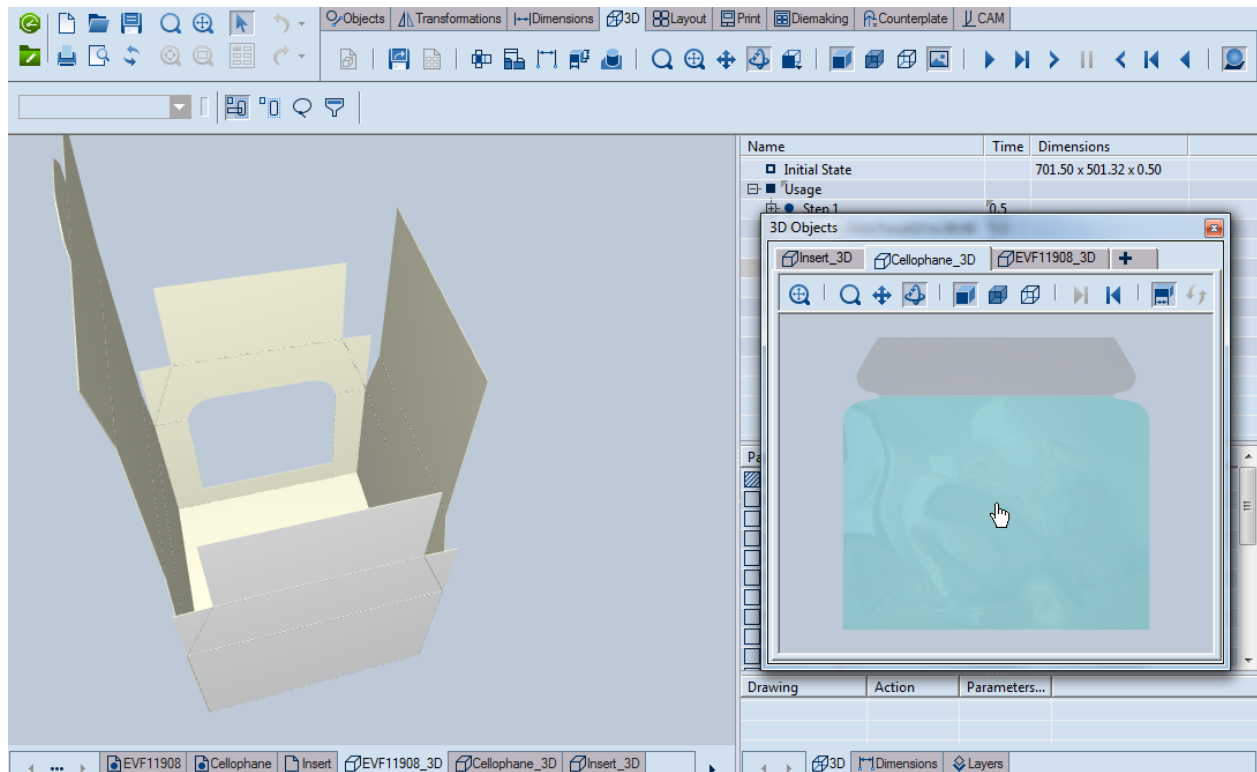 Objects Transformations Dimensions 3D Layout Print Diemaking Counterplate CAM
Name Time Dimensions
Initial State 701.50 x 501.32 x 0.50
Usage
Step 1 0.5
3D Objects
Insert_3D Cellophane_3D EVF11908_3D
Pa
Drawing Action Parameters...
EVF11908 Cellophane Insert EVF11908_3D Cellophane_3D Insert_3D
3D Dimensions Layers